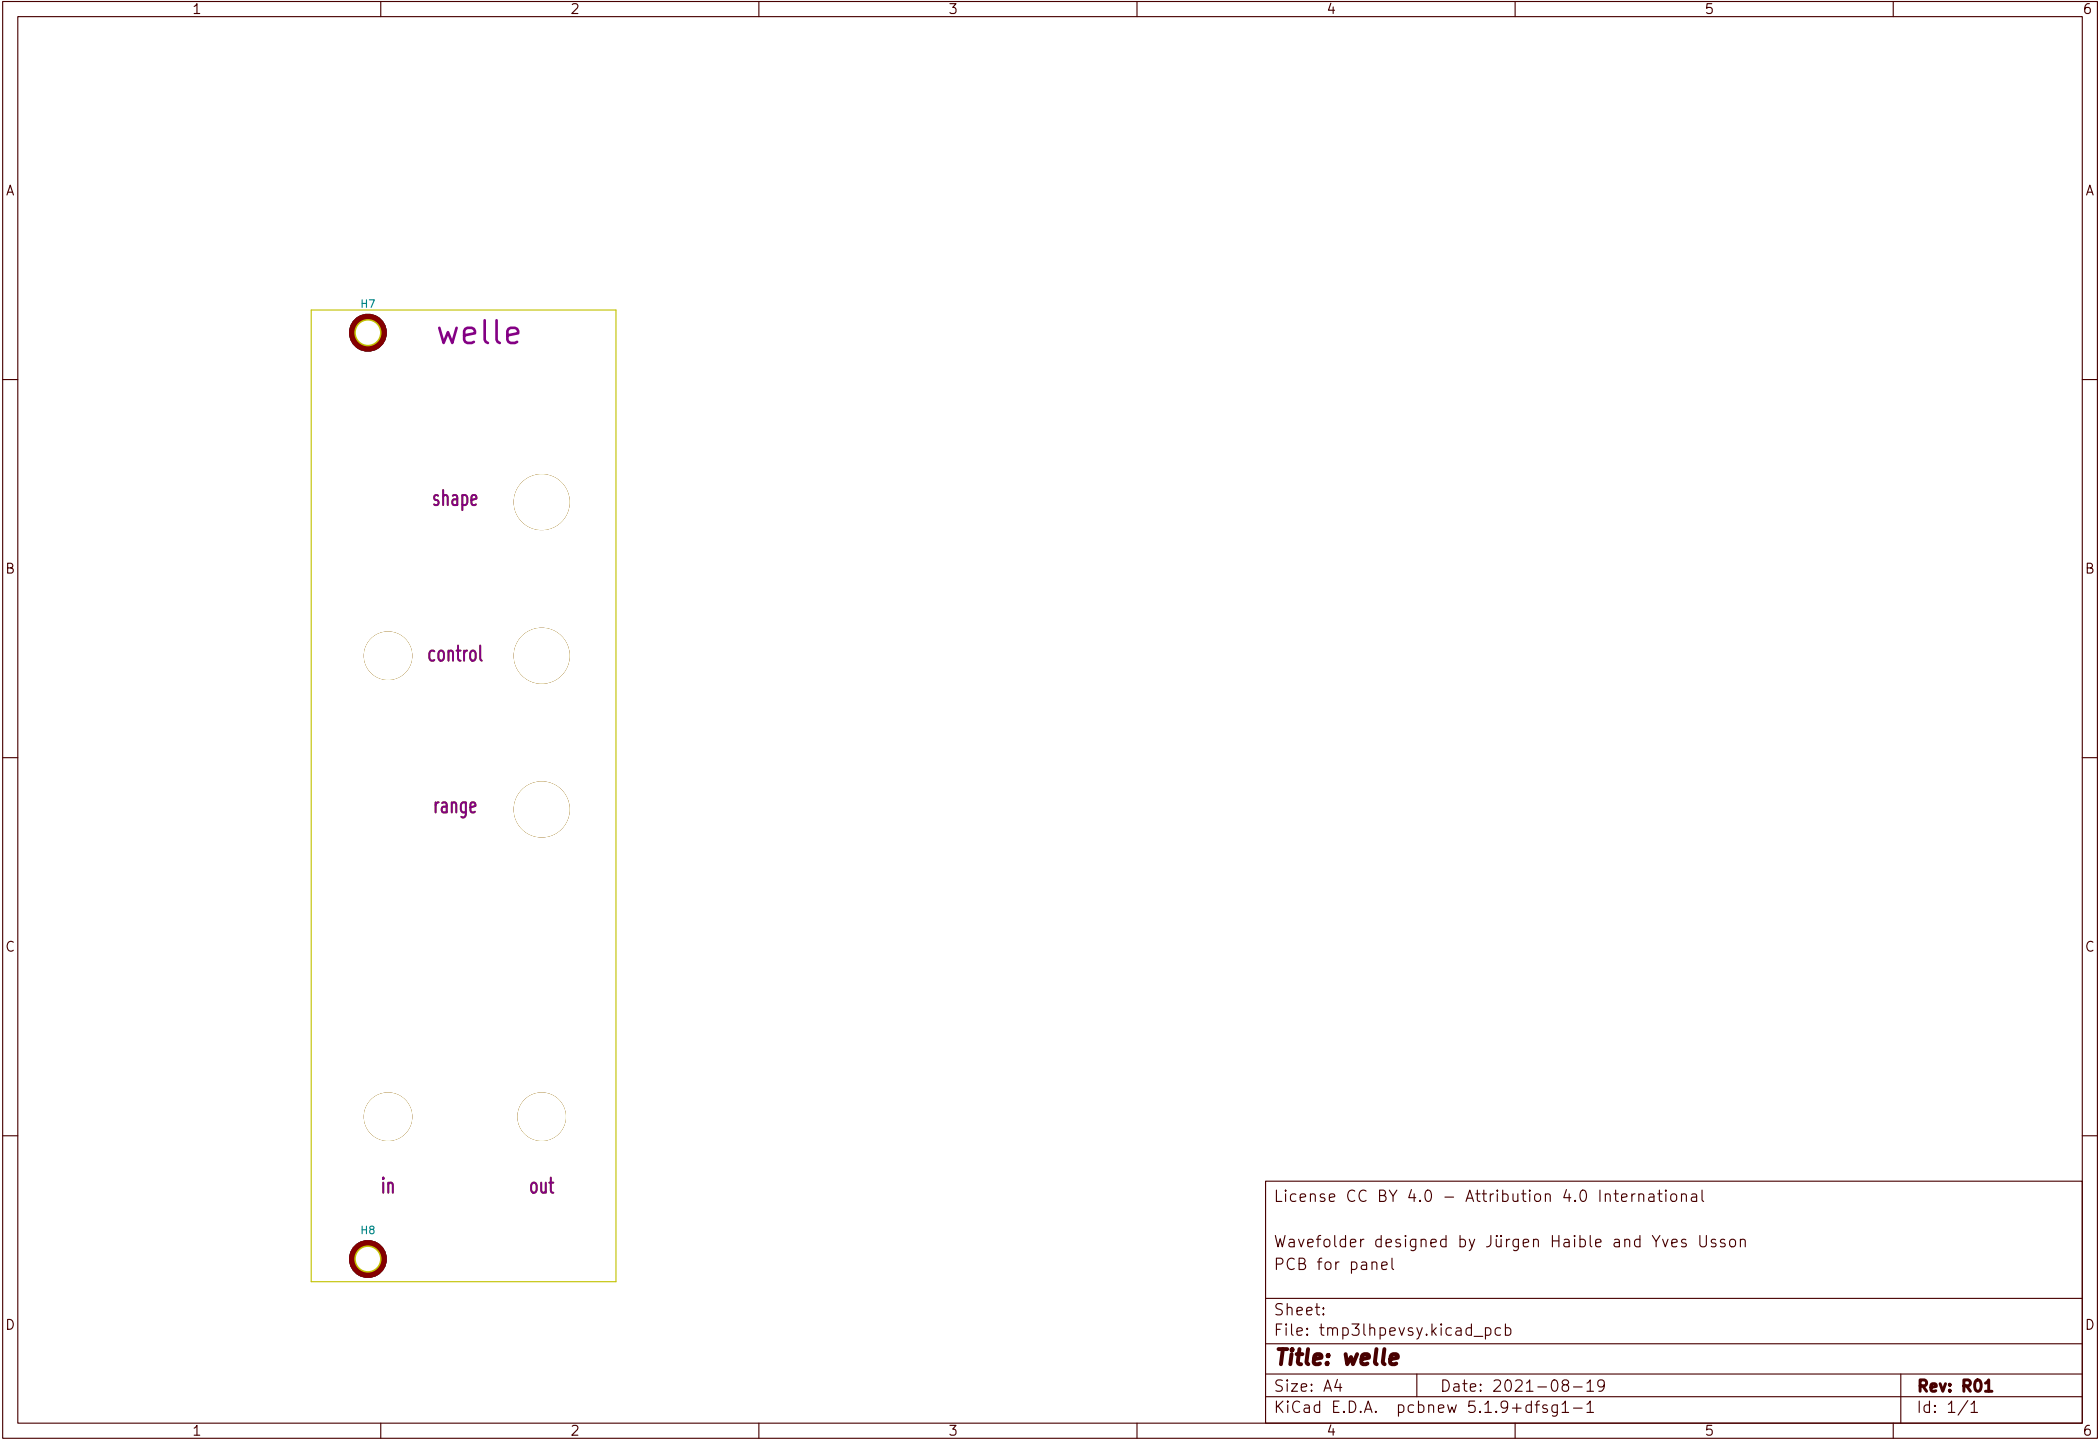 1 2 3 4 5 6
A A
H7
welle
shape
B B
control
range
C C
in out
H8
License CC BY 4.0 – Attribution 4.0 International
Wavefolder designed by Jürgen Haible and Yves Usson
PCB for panel
Sheet:
File: tmp3lhpevsy.kicad_pcb
D D
Title: welle
Size: A4 Date: 2021–08–19 Rev: R01
KiCad E.D.A. pcbnew 5.1.9+dfsg1–1 Id: 1/1
1 2 3 4 5 6